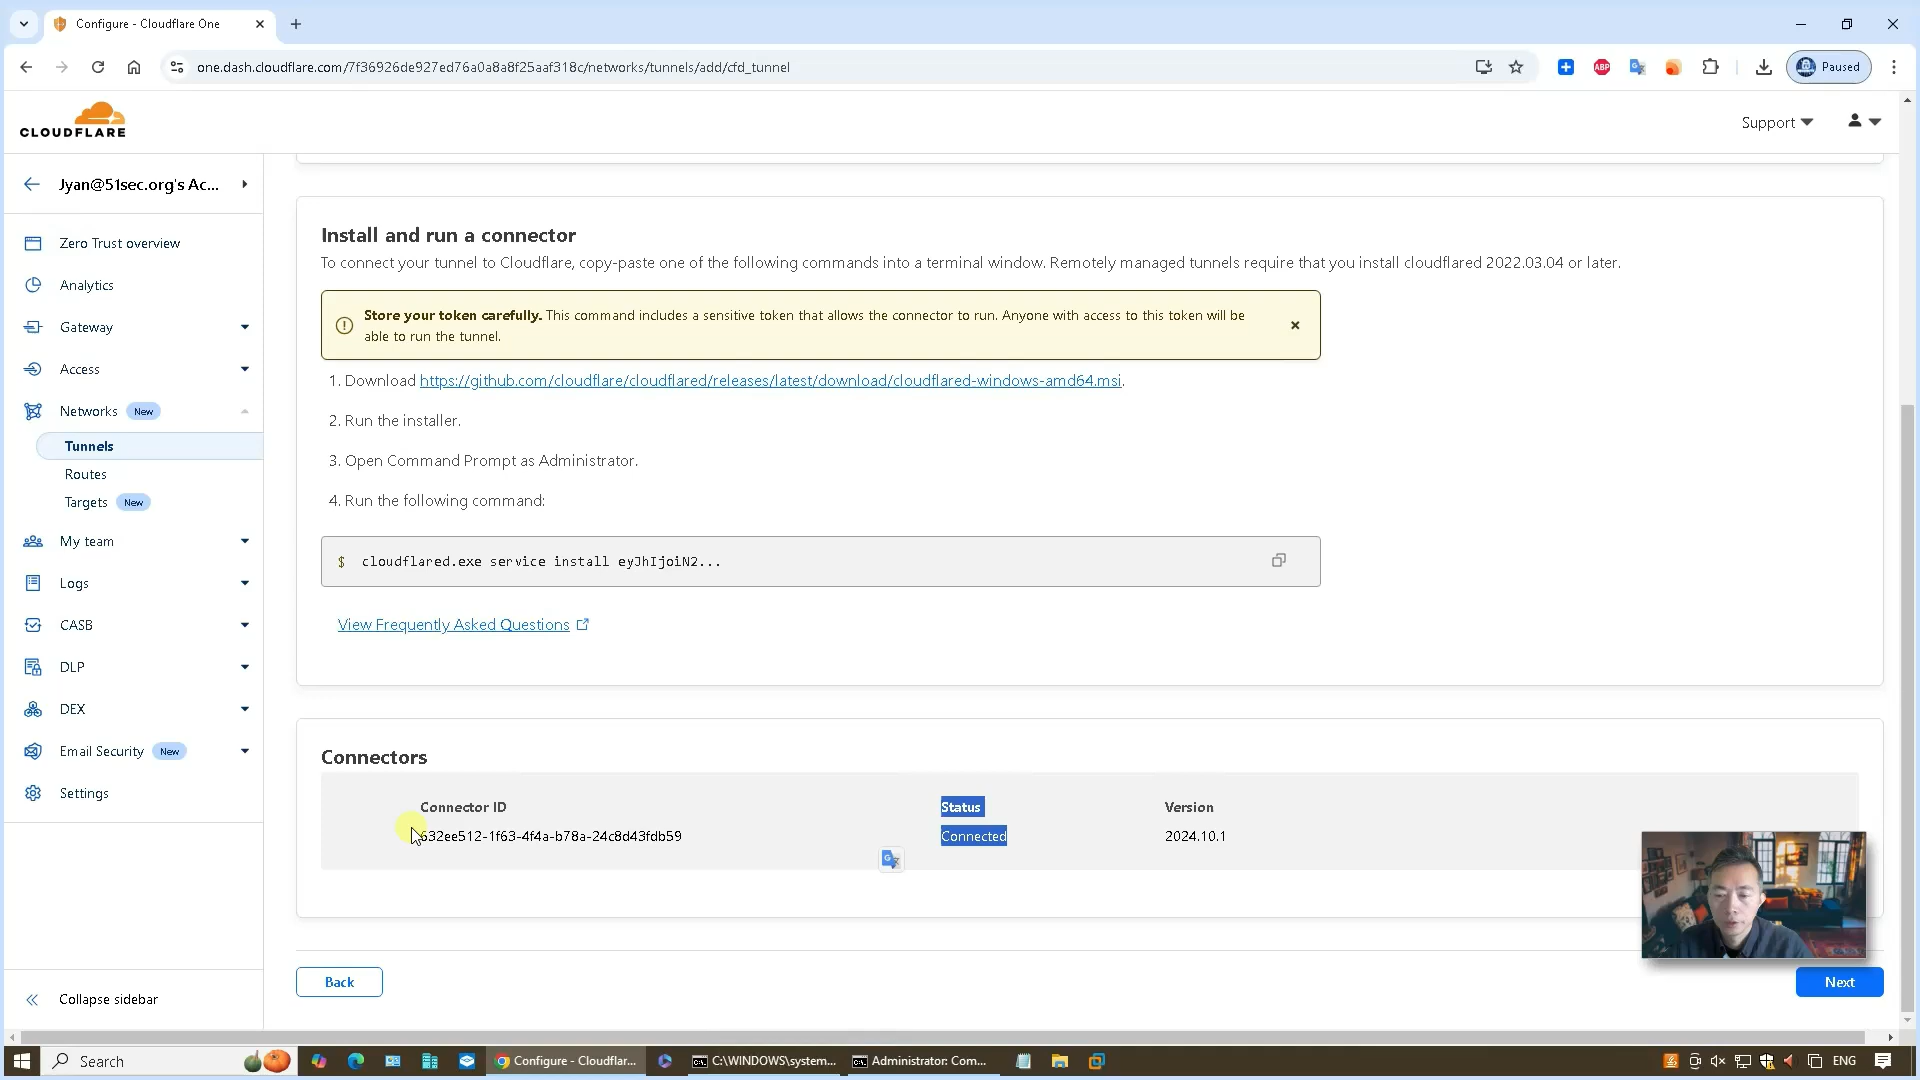 Configure - Cloudflare One
one.dash.cloudflare.com/7f36926de927ed76a0a8a8f25aaf318c/networks/tunnels/add/cfd_tunnel
ABP
Paused
CLOUDFLARE
Support
Jyan@51sec.org's Ac...
Zero Trust overview
Analytics
Gateway
Access
Networks New
Tunnels
Routes
Targets New
My team
Logs
CASB
DLP
DEX
Email Security New
Settings
Collapse sidebar
Install and run a connector
To connect your tunnel to Cloudflare, copy-paste one of the following commands into a terminal window. Remotely managed tunnels require that you install cloudflared 2022.03.04 or later.
Store your token carefully. This command includes a sensitive token that allows the connector to run. Anyone with access to this token will be
able to run the tunnel.
1. Download https://github.com/cloudflare/cloudflared/releases/latest/download/cloudflared-windows-amd64.msi.
2. Run the installer.
3. Open Command Prompt as Administrator.
4. Run the following command:
$ cloudflared.exe service install eyJhIjoiN2...
View Frequently Asked Questions
Connectors
Connector ID Status Version
632ee512-1f63-4f4a-b78a-24c8d43fdb59 Connected 2024.10.1
Back
Next
Search
Configure - Cloudflar...
C:\WINDOWS\system...
Administrator: Com...
ENG